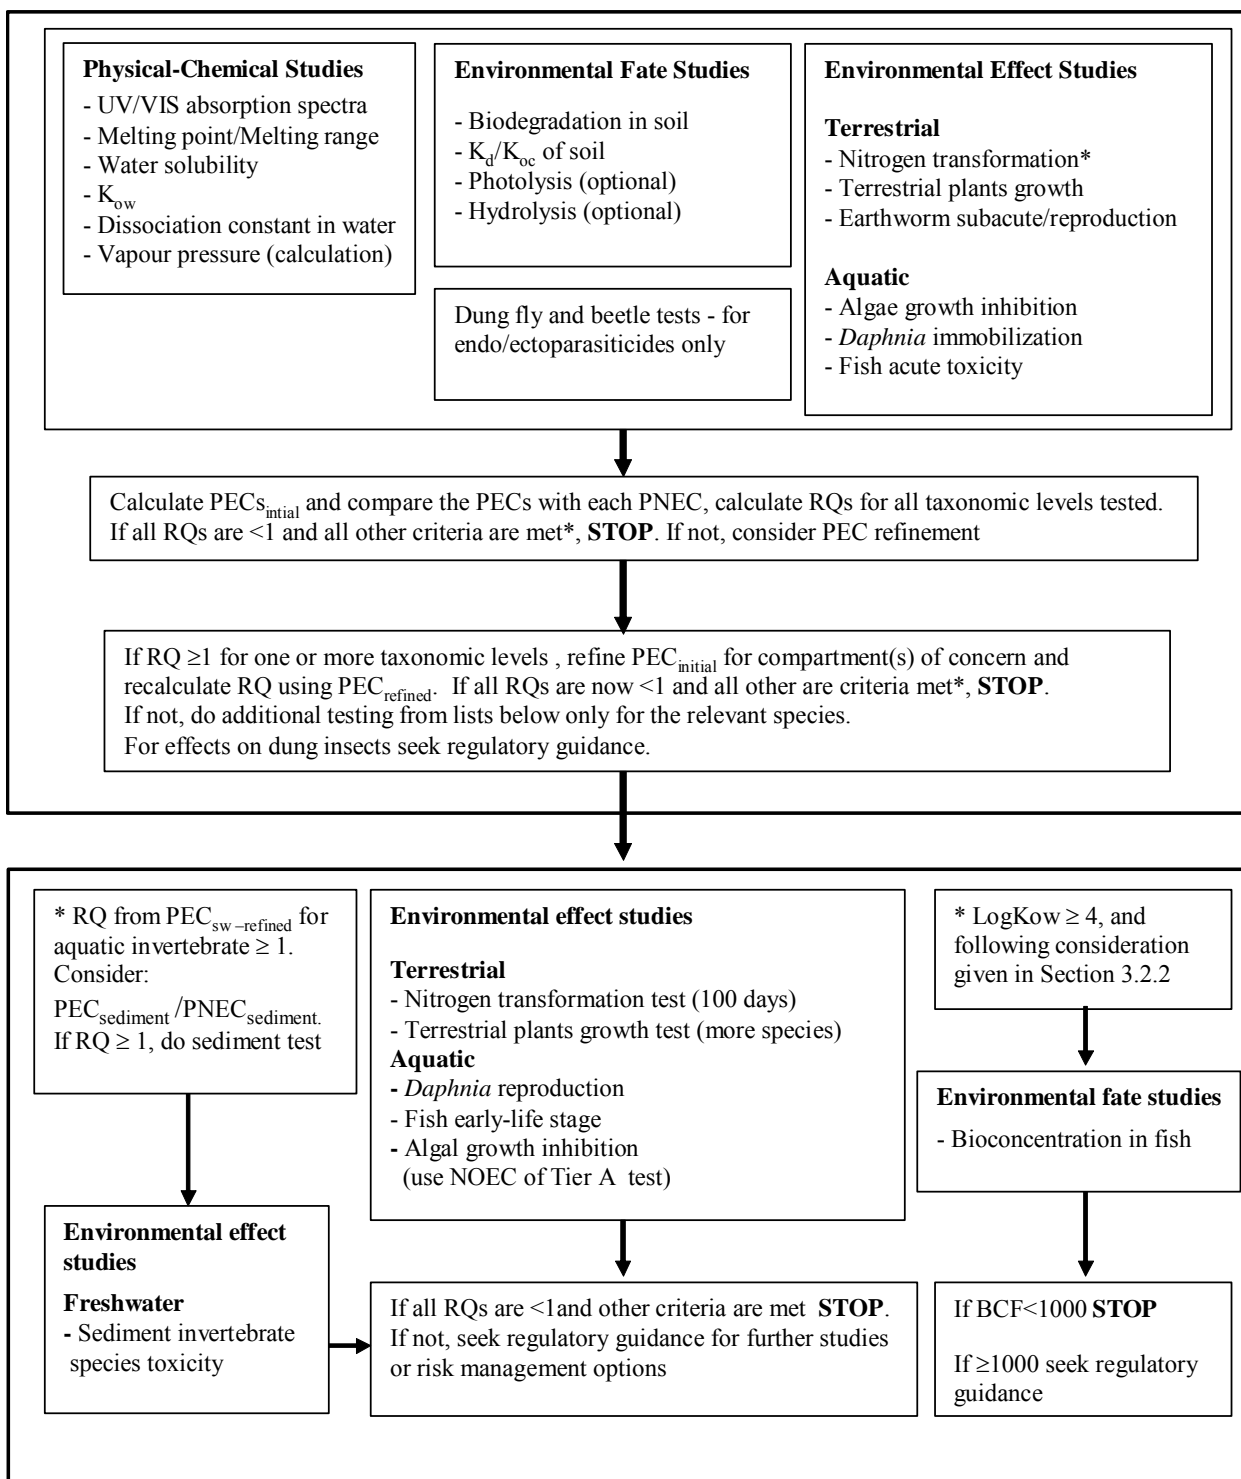 Physical-Chemical Studies
- UV/VIS absorption spectra
- Melting point/Melting range
- Water solubility
- Kow
- Dissociation constant in water
- Vapour pressure (calculation)
Environmental Fate Studies
- Biodegradation in soil
- Kd/Koc of soil
- Photolysis (optional)
- Hydrolysis (optional)
Dung fly and beetle tests - for
endo/ectoparasiticides only
Environmental Effect Studies
Terrestrial
- Nitrogen transformation*
- Terrestrial plants growth
- Earthworm subacute/reproduction
Aquatic
- Algae growth inhibition
- Daphnia immobilization
- Fish acute toxicity
Calculate PECsintial and compare the PECs with each PNEC, calculate RQs for all taxonomic levels tested.
If all RQs are <1 and all other criteria are met*, STOP. If not, consider PEC refinement
If RQ ≥1 for one or more taxonomic levels , refine PECinitial for compartment(s) of concern and
recalculate RQ using PECrefined. If all RQs are now <1 and all other are criteria met*, STOP.
If not, do additional testing from lists below only for the relevant species.
For effects on dung insects seek regulatory guidance.
* RQ from PECsw–refined for
aquatic invertebrate ≥ 1.
Consider:
PECsediment /PNECsediment.
If RQ ≥ 1, do sediment test
Environmental effect
studies
Freshwater
- Sediment invertebrate
species toxicity
Environmental effect studies
Terrestrial
- Nitrogen transformation test (100 days)
- Terrestrial plants growth test (more species)
Aquatic
- Daphnia reproduction
- Fish early-life stage
- Algal growth inhibition
(use NOEC of Tier A test)
If all RQs are <1and other criteria are met STOP.
If not, seek regulatory guidance for further studies
or risk management options
* LogKow ≥ 4, and
following consideration
given in Section 3.2.2
Environmental fate studies
- Bioconcentration in fish
If BCF<1000 STOP
If ≥1000 seek regulatory
guidance